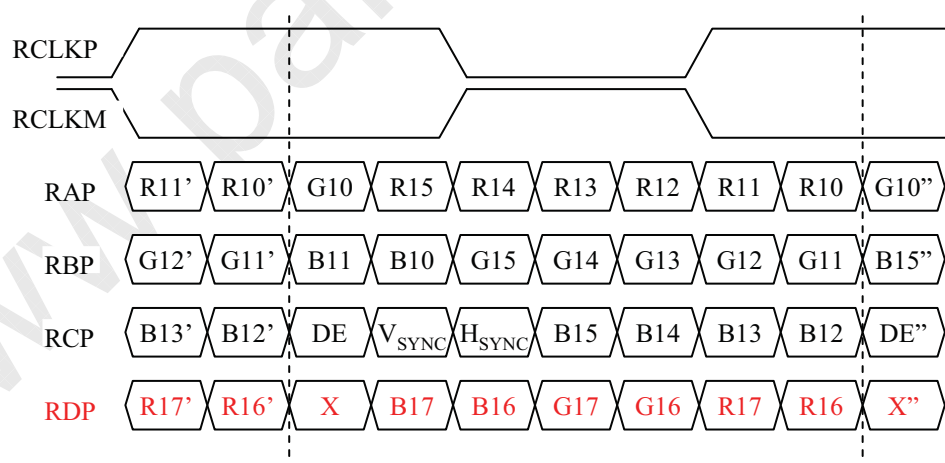 RCLKP
RCLKM
RAP R11’ R10’ G10 R15 R14 R13 R12 R11 R10 G10”
RBP G12’ G11’ B11 B10 G15 G14 G13 G12 G11 B15”
RCP B13’ B12’ DE VSYNC HSYNC B15 B14 B13 B12 DE”
RDP R17’ R16’ X B17 B16 G17 G16 R17 R16 X”